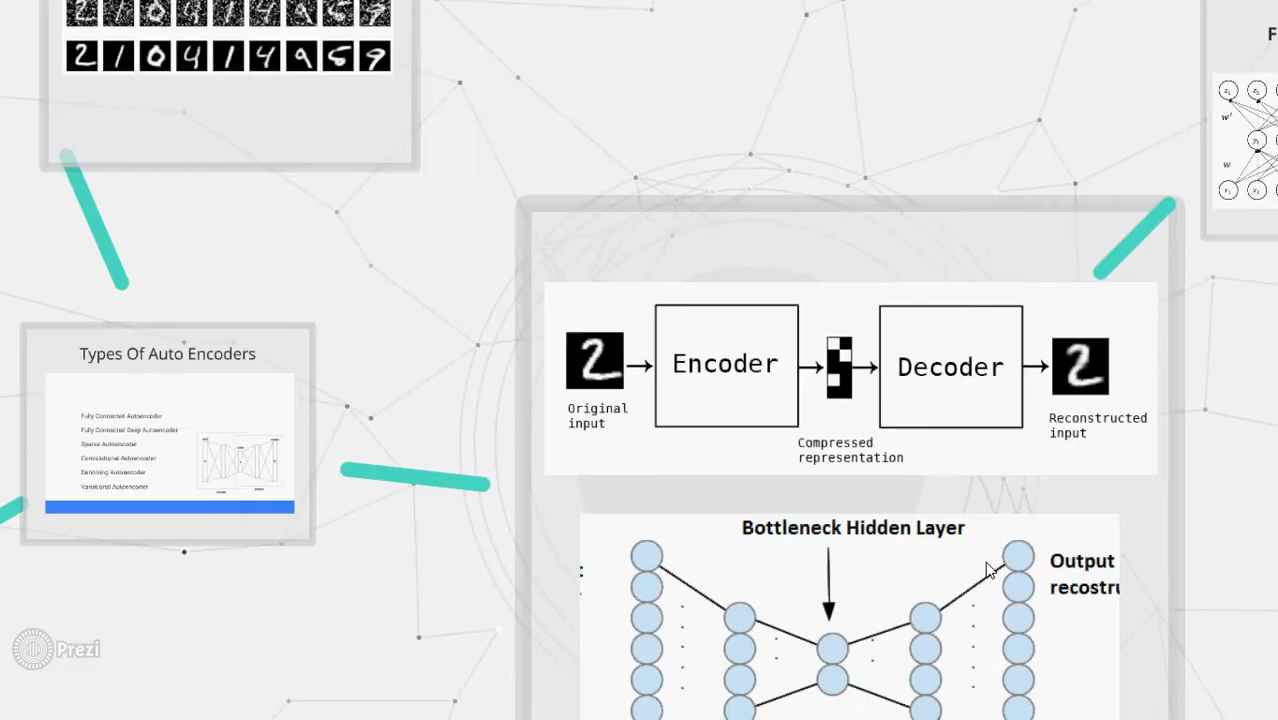 2 1 0 4 1 4 9 5 9
F
w'
w
Types Of Auto Encoders
Fully Connected Autoencoder
Fully Connected Deep Autoencoder
Sparse Autoencoder
Convolutional Autoencoder
Denoising Autoencoder
Variational Autoencoder
2
Encoder
Decoder
2
Original
input
Compressed
representation
Reconstructed
input
Bottleneck Hidden Layer
Output
recostru
Prezi